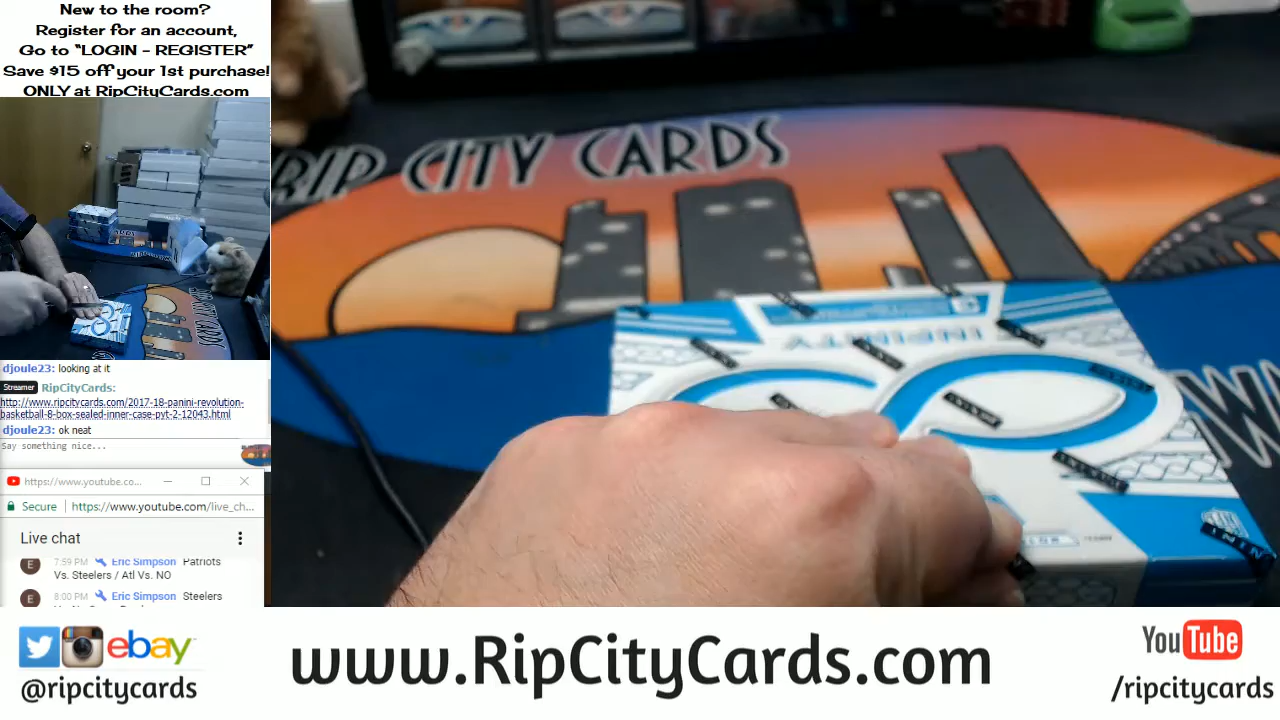 New to the room?
Register for an account,
Go to “LOGIN - REGISTER”
Save $15 off your 1st purchase!
ONLY at RipCityCards.com
RIP CITY CARDS
INFINITY
djoule23: looking at it
Streamer RipCityCards:
http://www.ripcitycards.com/2017-18-panini-revolution-
basketball-8-box-sealed-inner-case-pyt-2-12043.html
djoule23: ok neat
Say something nice...
https://www.youtube.co...
Secure https://www.youtube.com/live_ch...
Live chat
E 7:59 PM Eric Simpson Patriots
Vs. Steelers / Atl Vs. NO
E 8:00 PM Eric Simpson Steelers
ebay
@ripcitycards
www.RipCityCards.com
YouTube
/ripcitycards